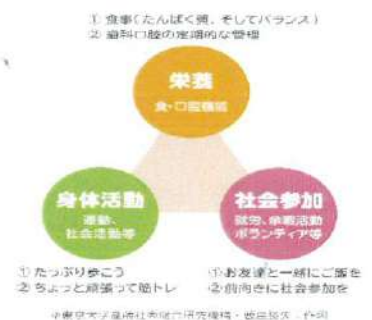 ① 食事(たんぱく質、そしてバランス)
② 歯科口腔の定期的な管理
栄養
食・口腔機能
身体活動
運動、
社会活動等
社会参加
就労、余暇活動
ボランティア等
① たっぷり歩こう
② ちょっと頑張って筋トレ
①お友達と一緒にご飯を
②前向きに社会参加を
東京大学高齢社会総合研究機構・飯島勝矢 作図